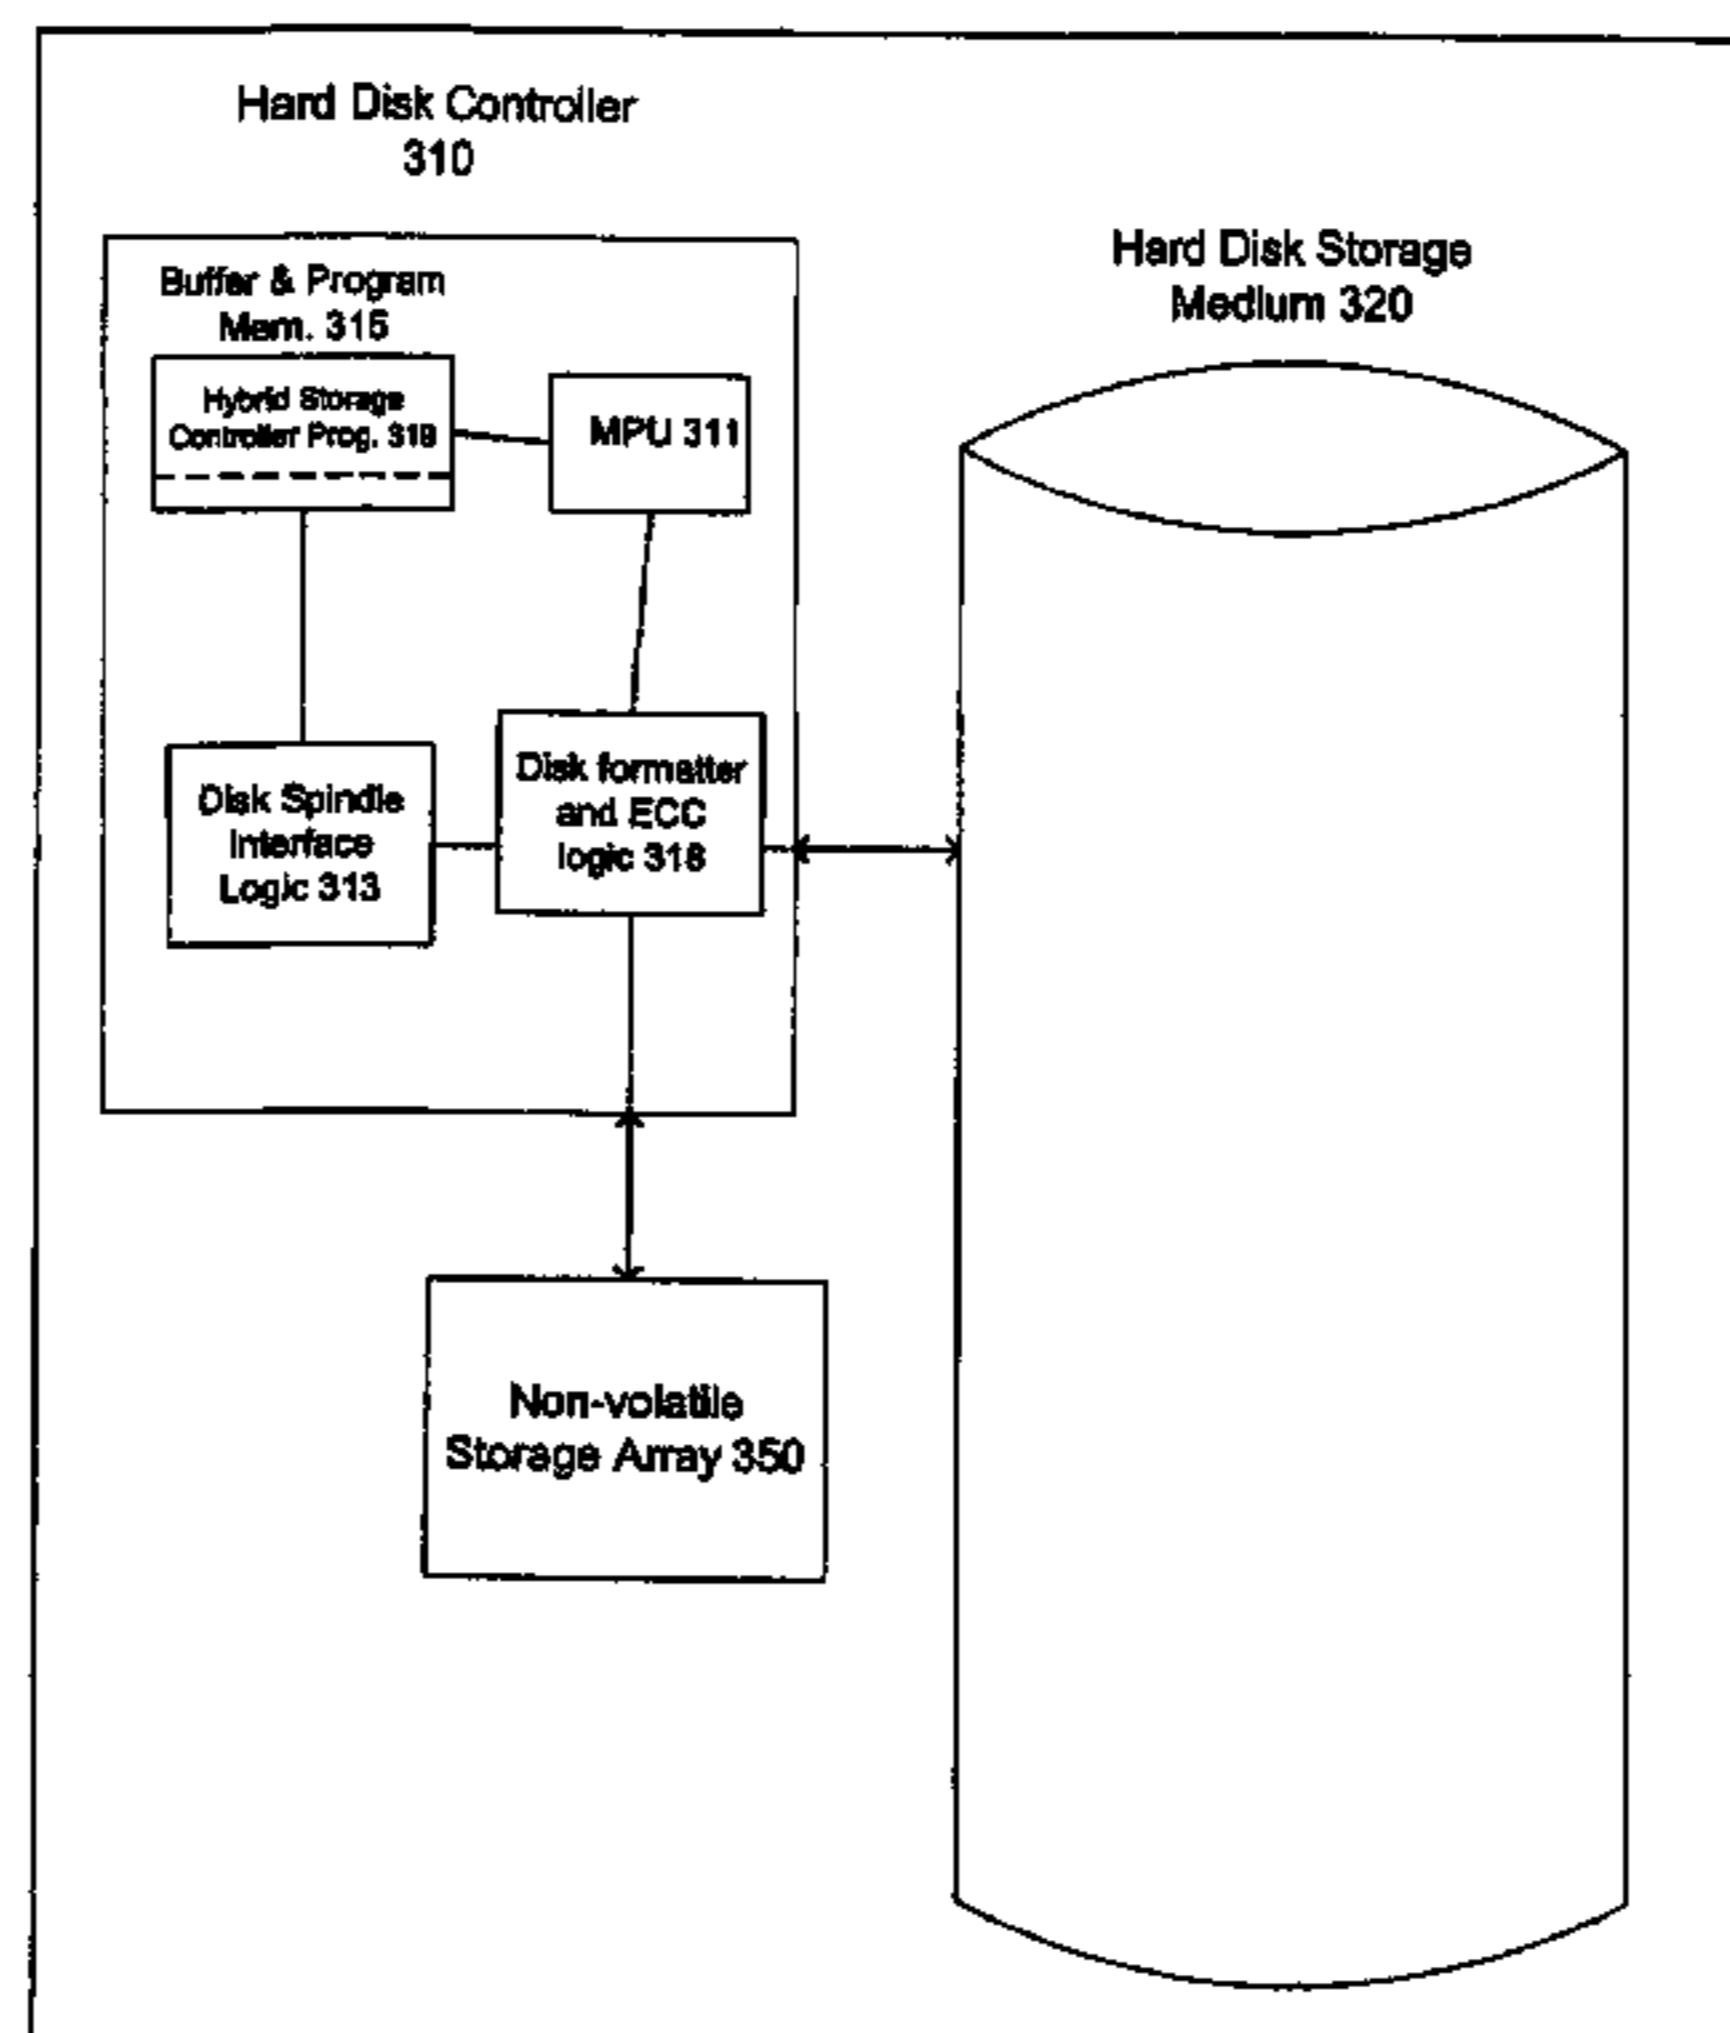 Hard Disk Controller
310
Hard Disk Storage
Medium 320
Buffer & Program
Mem. 315
Hybrid Storage
Controller Prog. 319
MPU 311
Disk Spindle
Interface
Logic 313
Disk formatter
and ECC
logic 318
Non-volatile
Storage Array 350